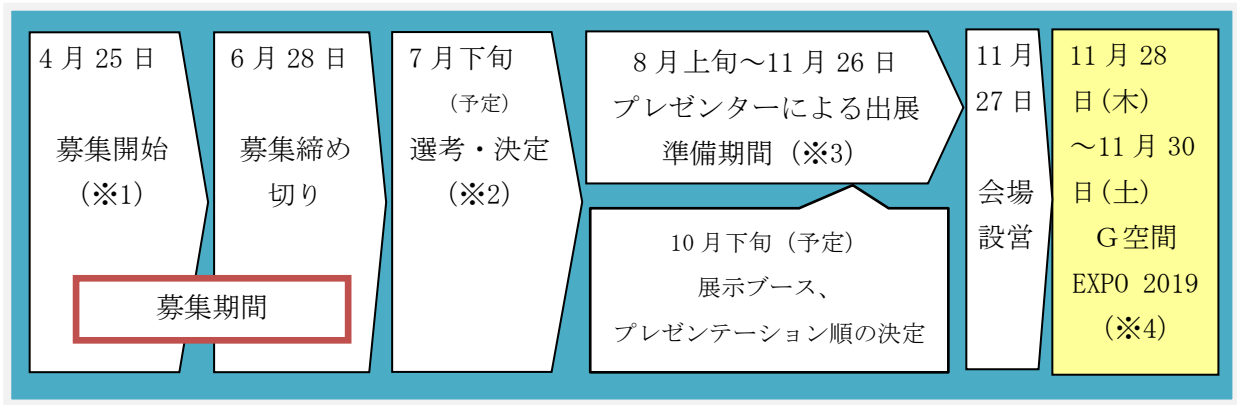 4月25日
募集開始
(※1)
6月28日
募集締め
切り
募集期間
7月下旬
(予定)
選考・決定
(※2)
8月上旬～11月26日
プレゼンターによる出展
準備期間（※3）
10月下旬（予定）
展示ブース、
プレゼンテーション順の決定
11月
27日
会場
設営
11月28
日(木)
～11月30
日(土)
Ｇ空間
EXPO 2019
(※4)